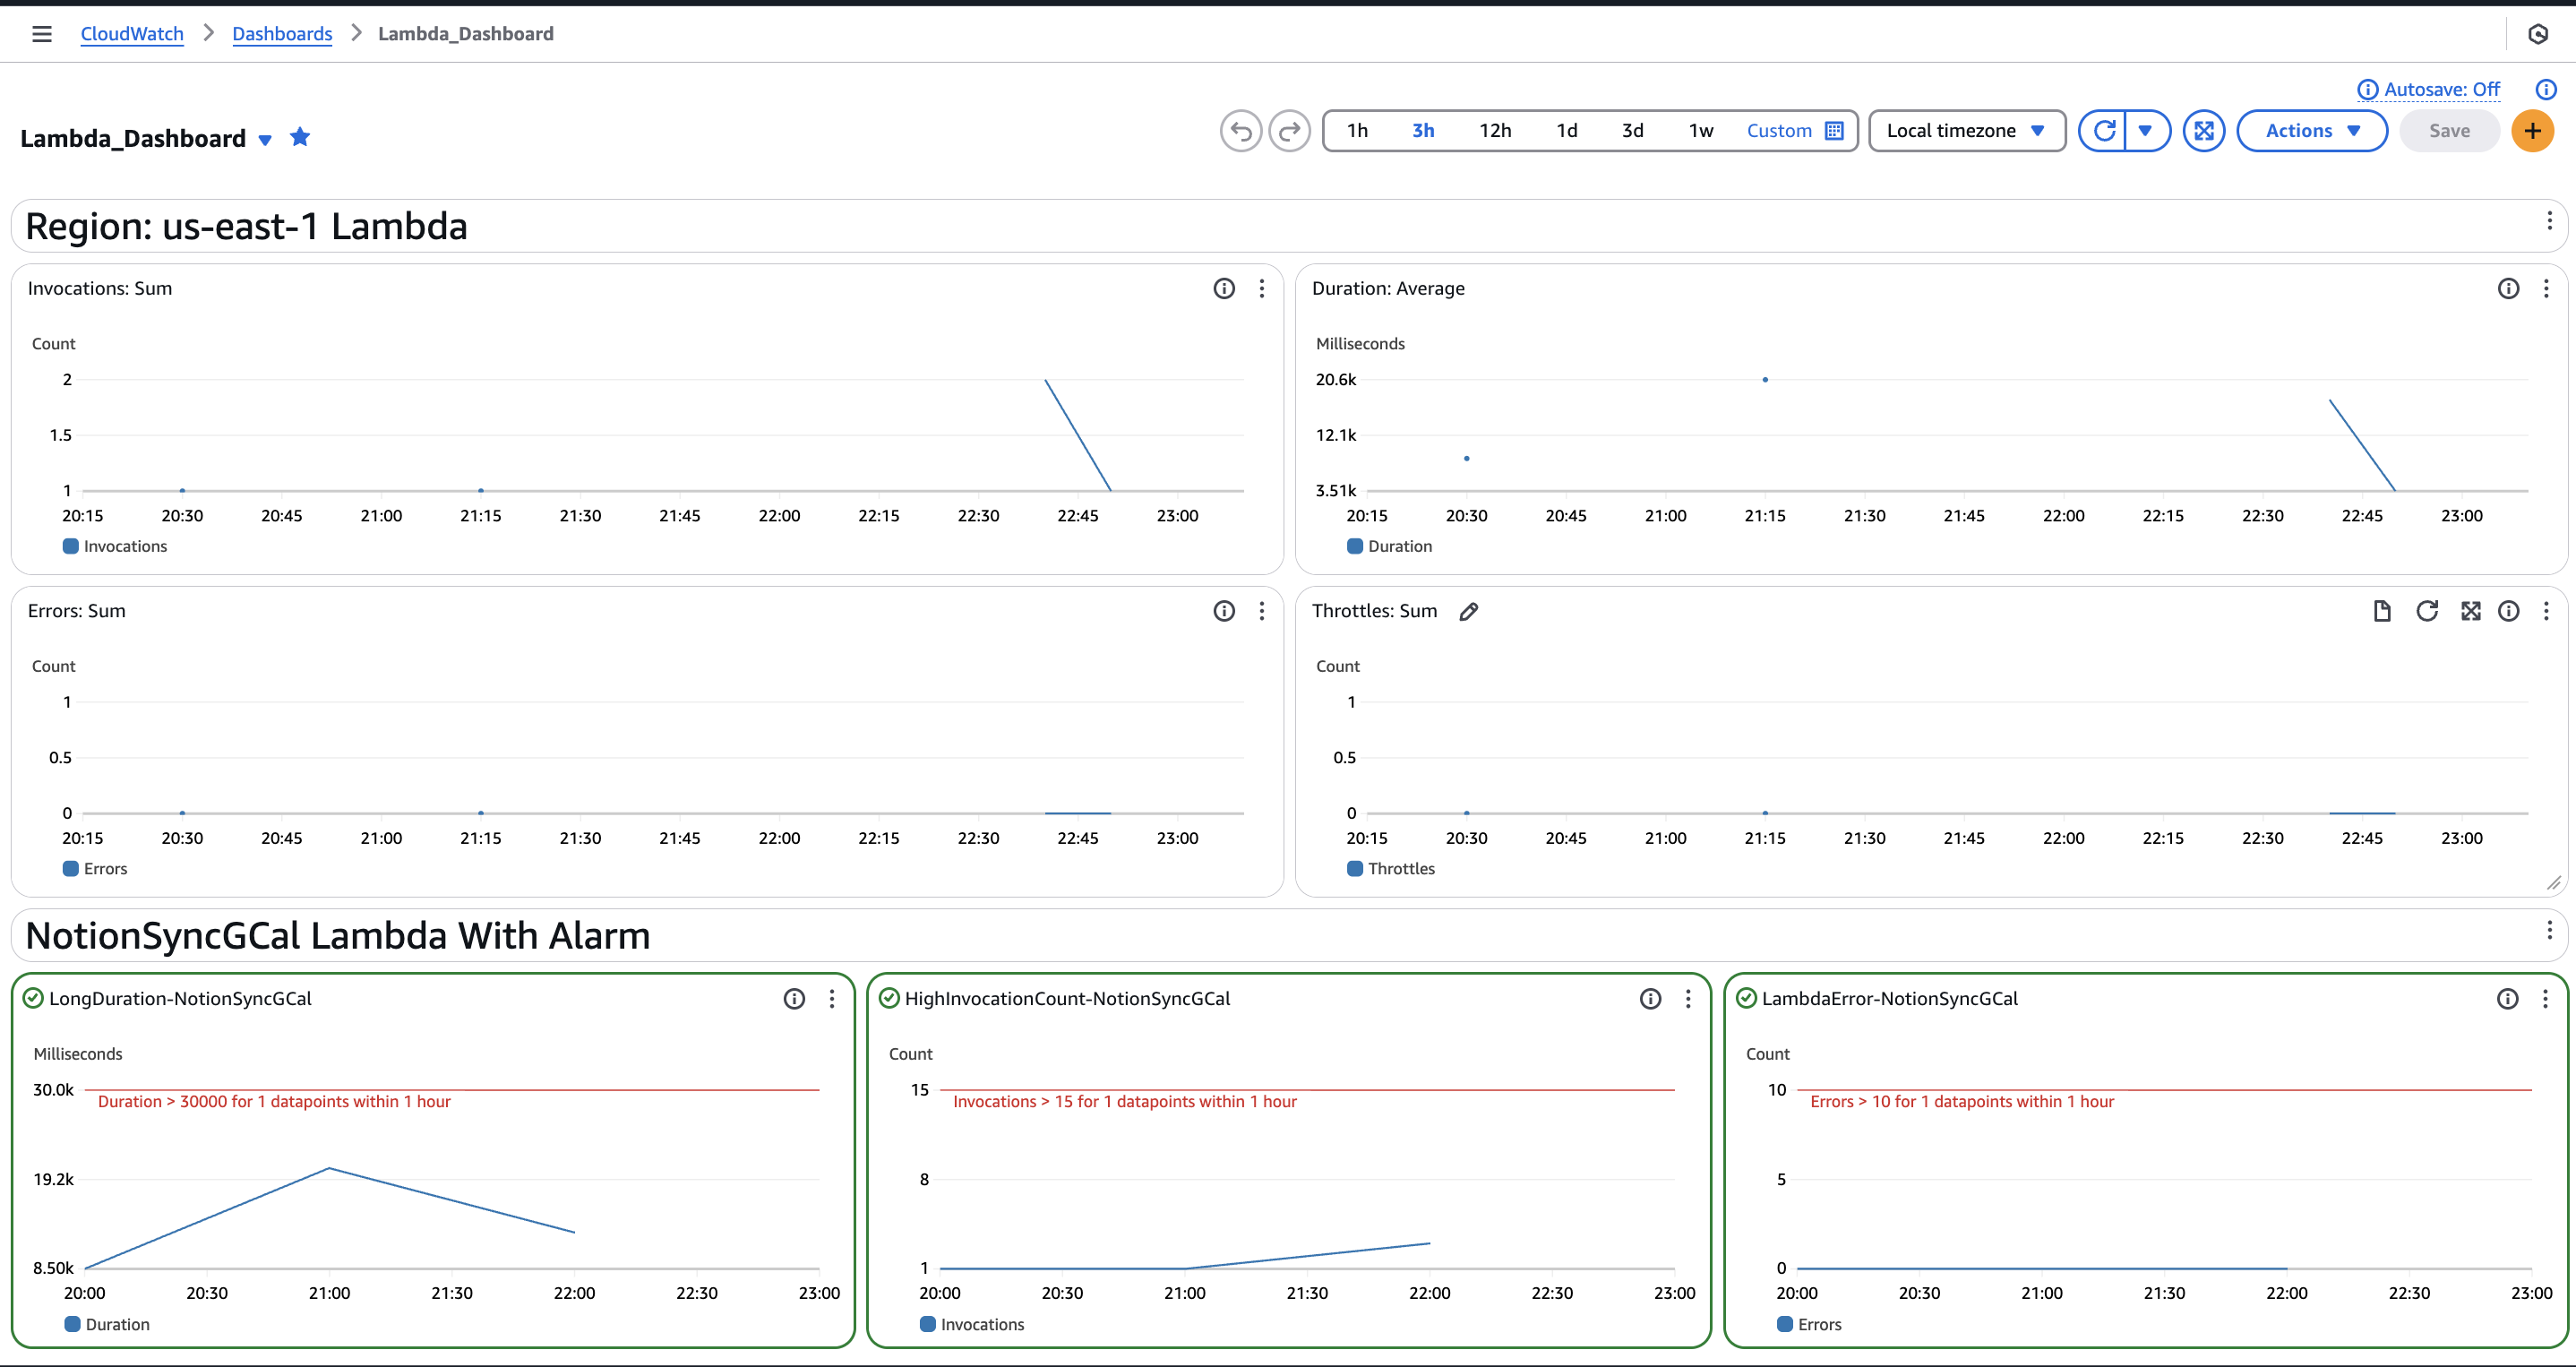 CloudWatch > Dashboards > Lambda_Dashboard
Autosave: Off
Lambda_Dashboard
1h 3h 12h 1d 3d 1w Custom Local timezone Actions Save +
Region: us-east-1 Lambda
Invocations: Sum
Count
2
1.5
1
20:15 20:30 20:45 21:00 21:15 21:30 21:45 22:00 22:15 22:30 22:45 23:00
Invocations
Duration: Average
Milliseconds
20.6k
12.1k
3.51k
20:15 20:30 20:45 21:00 21:15 21:30 21:45 22:00 22:15 22:30 22:45 23:00
Duration
Errors: Sum
Count
1
0.5
0
20:15 20:30 20:45 21:00 21:15 21:30 21:45 22:00 22:15 22:30 22:45 23:00
Errors
Throttles: Sum
Count
1
0.5
0
20:15 20:30 20:45 21:00 21:15 21:30 21:45 22:00 22:15 22:30 22:45 23:00
Throttles
NotionSyncGCal Lambda With Alarm
LongDuration-NotionSyncGCal
Milliseconds
30.0k
Duration > 30000 for 1 datapoints within 1 hour
19.2k
8.50k
20:00 20:30 21:00 21:30 22:00 22:30 23:00
Duration
HighInvocationCount-NotionSyncGCal
Count
15
Invocations > 15 for 1 datapoints within 1 hour
8
1
20:00 20:30 21:00 21:30 22:00 22:30 23:00
Invocations
LambdaError-NotionSyncGCal
Count
10
Errors > 10 for 1 datapoints within 1 hour
5
0
20:00 20:30 21:00 21:30 22:00 22:30 23:00
Errors